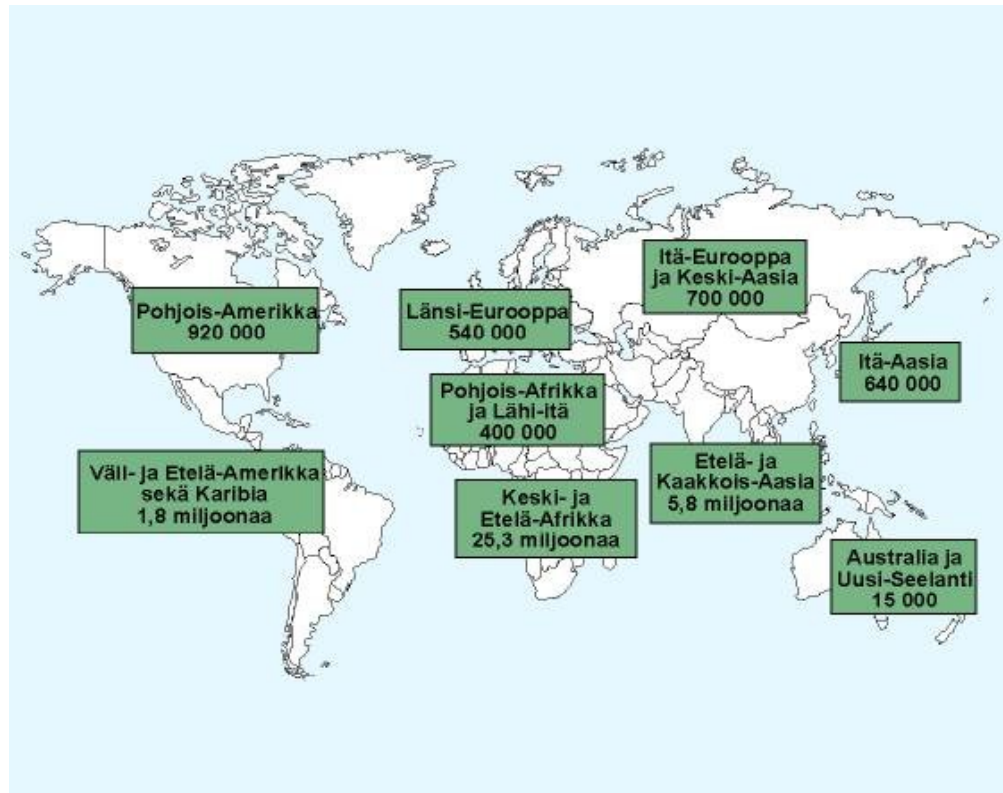 Itä-Eurooppa
ja Keski-Aasia
700 000
Pohjois-Amerikka
920 000
Länsi-Eurooppa
540 000
Itä-Aasia
640 000
Pohjois-Afrikka
ja Lähi-itä
400 000
Väli- ja Etelä-Amerikka
sekä Karibia
1,8 miljoonaa
Etelä- ja
Kaakkois-Aasia
5,8 miljoonaa
Keski- ja
Etelä-Afrikka
25,3 miljoonaa
Australia ja
Uusi-Seelanti
15 000